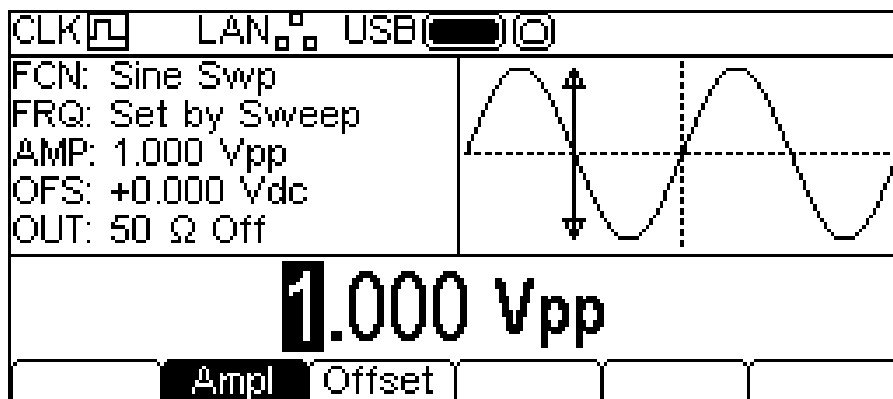 CLK LAN USB
FCN: Sine Swp
FRQ: Set by Sweep
AMP: 1.000 Vpp
OFS: +0.000 Vdc
OUT: 50 Ω Off
1.000 Vpp
Ampl Offset